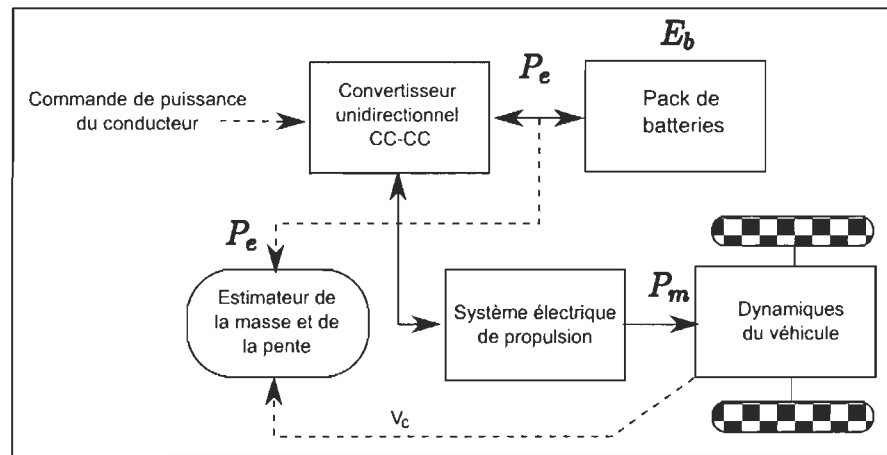 E_b
P_e
Commande de puissance
du conducteur
Convertisseur
unidirectionnel
CC-CC
Pack de
batteries
P_e
P_m
Estimateur de
la masse et de
la pente
Système électrique
de propulsion
Dynamiques
du véhicule
V_c